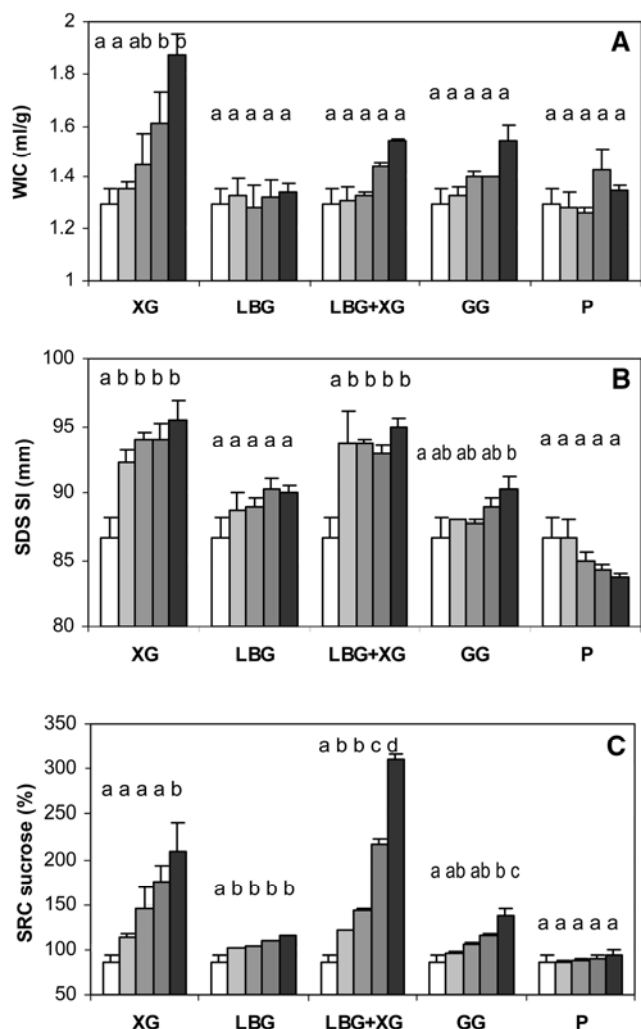 A
WIC (ml/g)
2
1.8
1.6
1.4
1.2
1
a a ab b b
a a a a a
a a a a a
a a a a a
a a a a a
XG LBG LBG+XG GG P
B
SDS SI (mm)
100
95
90
85
80
a b b b b
a a a a a
a b b b b
a ab ab ab b
a a a a a
XG LBG LBG+XG GG P
C
SRC sucrose (%)
350
300
250
200
150
100
50
a a a a b
a b b b b
a b b c d
a ab ab b c
a a a a a
XG LBG LBG+XG GG P